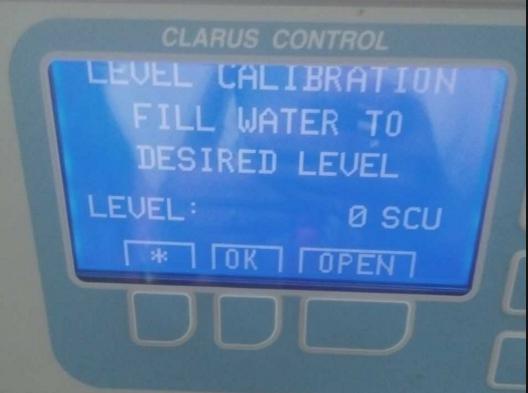 CLARUS CONTROL
LEVEL CALIBRATION
FILL WATER TO
DESIRED LEVEL
LEVEL: 0 SCU
* OK OPEN